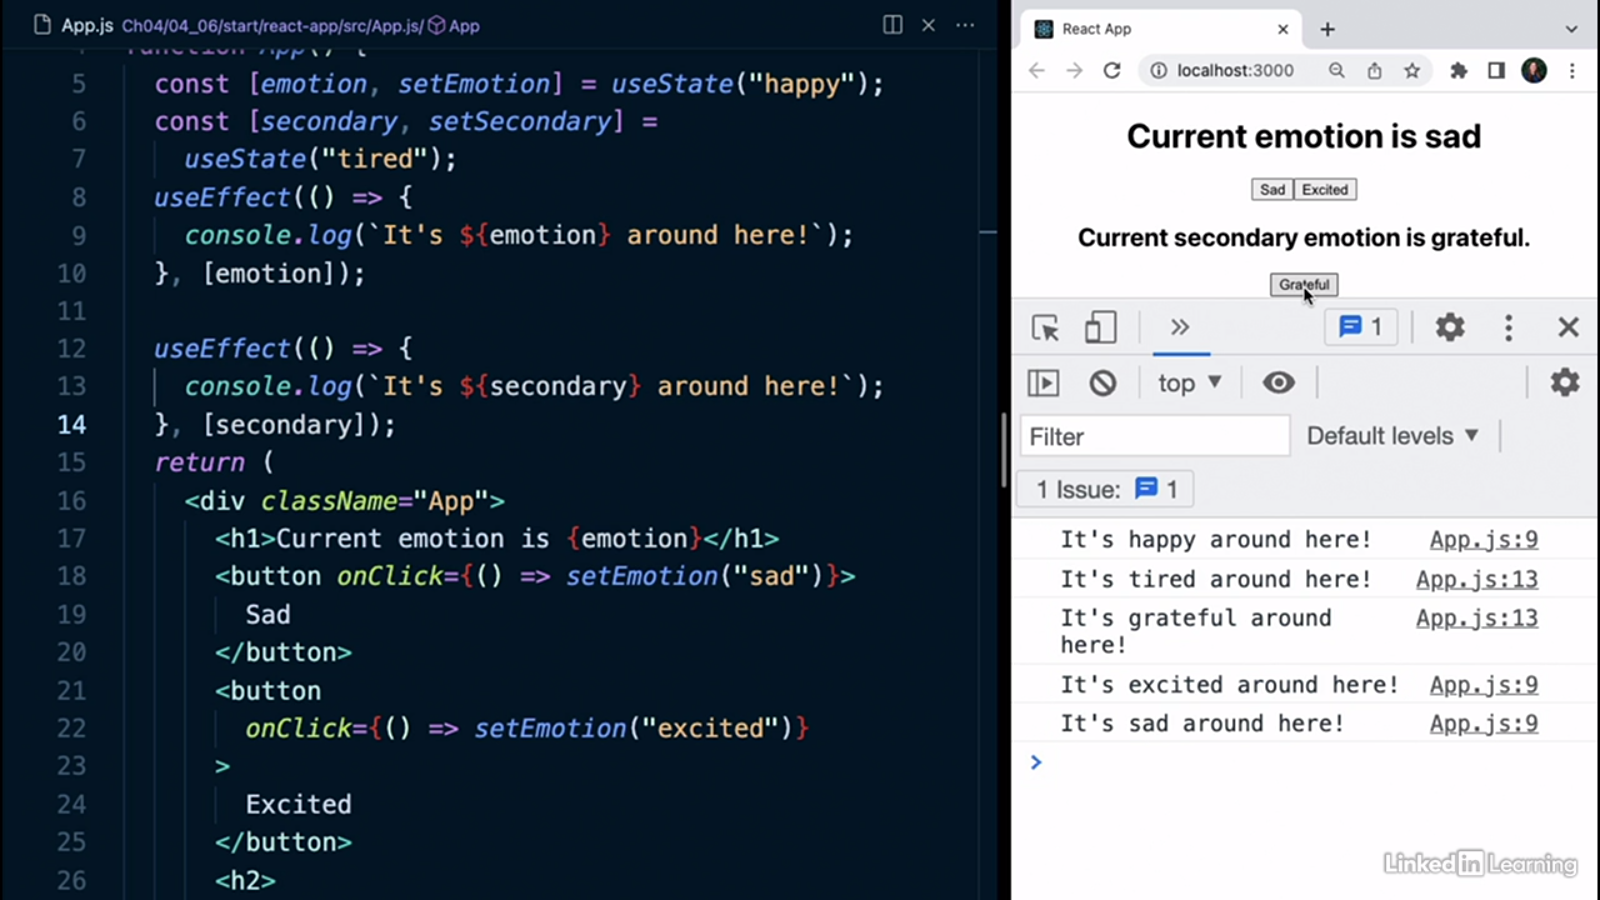 App.js Ch04/04_06/start/react-app/src/App.js/ App
4 function App() {
5 const [emotion, setEmotion] = useState("happy");
6 const [secondary, setSecondary] =
7 useState("tired");
8 useEffect(() => {
9 console.log(`It's ${emotion} around here!`);
10 }, [emotion]);
11
12 useEffect(() => {
13 console.log(`It's ${secondary} around here!`);
14 }, [secondary]);
15 return (
16 <div className="App">
17 <h1>Current emotion is {emotion}</h1>
18 <button onClick={() => setEmotion("sad")}>
19 Sad
20 </button>
21 <button
22 onClick={() => setEmotion("excited")}
23 >
24 Excited
25 </button>
26 <h2>
React App
localhost:3000
Current emotion is sad
Sad Excited
Current secondary emotion is grateful.
Grateful
1
top
Filter Default levels
1 Issue: 1
It's happy around here! App.js:9
It's tired around here! App.js:13
It's grateful around App.js:13
here!
It's excited around here! App.js:9
It's sad around here! App.js:9
Linked in Learning